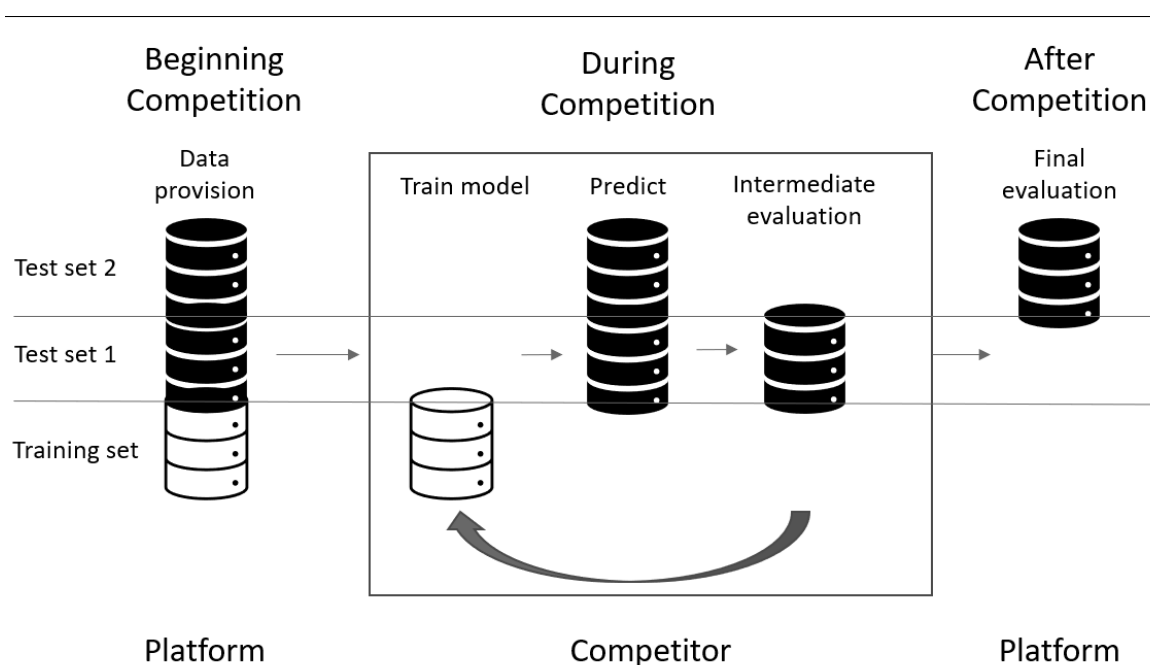 Beginning
Competition
During
Competition
After
Competition
Data
provision
Train model
Predict
Intermediate
evaluation
Final
evaluation
Test set 2
Test set 1
Training set
Platform
Competitor
Platform